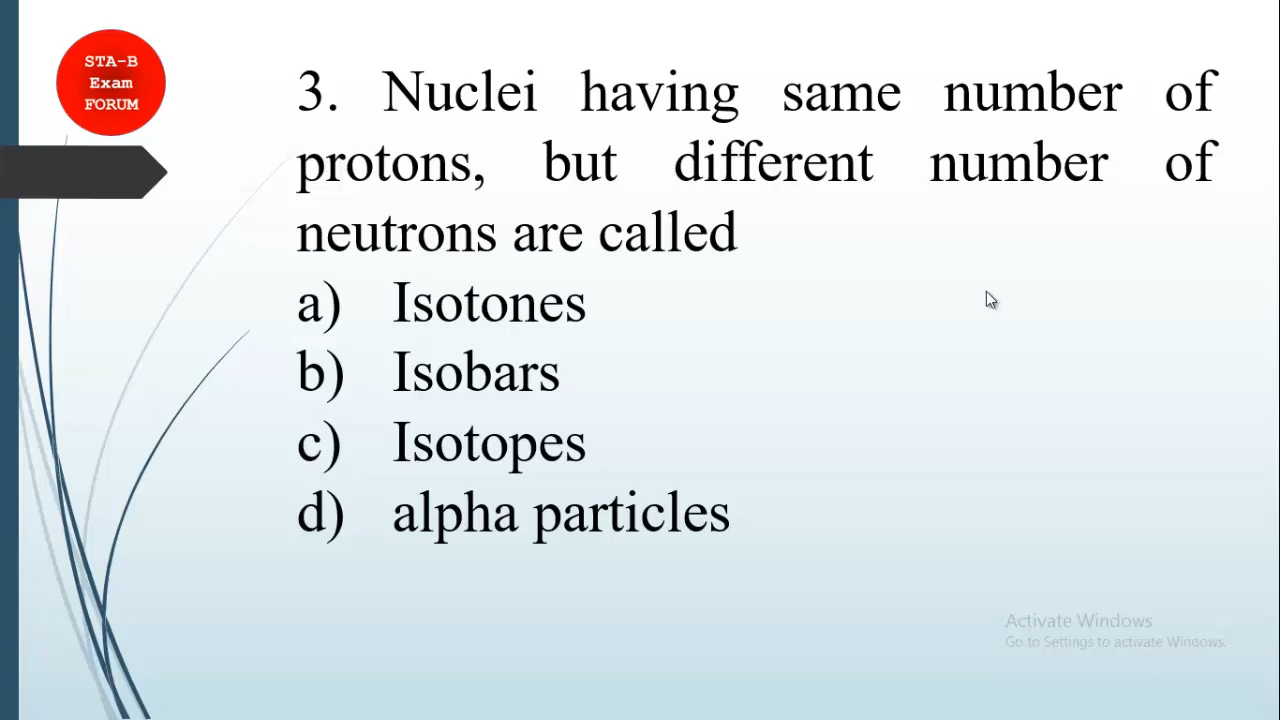 STA-B
Exam
FORUM
3. Nuclei having same number of
protons, but different number of
neutrons are called
a) Isotones
b) Isobars
c) Isotopes
d) alpha particles
Activate Windows
Go to Settings to activate Windows.